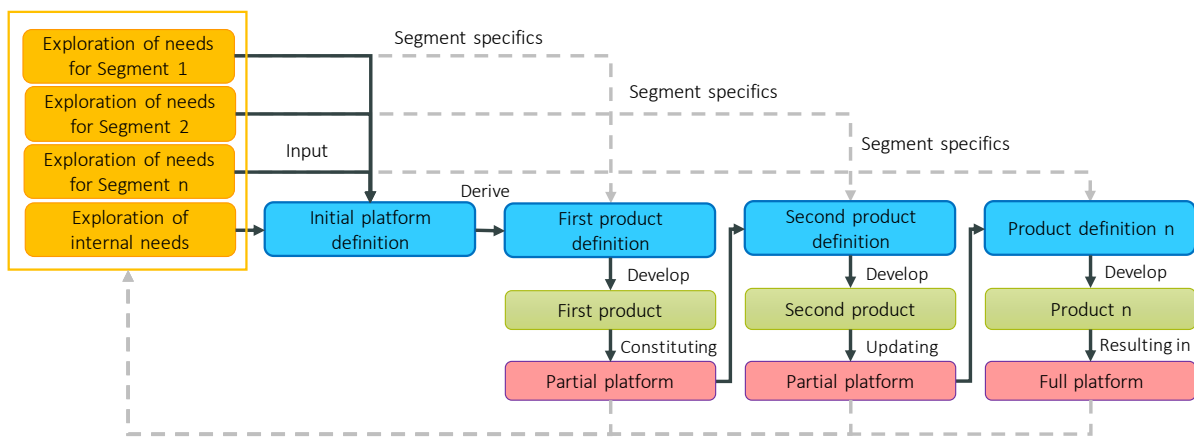 Exploration of needs
for Segment 1
Segment specifics
Exploration of needs
for Segment 2
Segment specifics
Exploration of needs
for Segment n
Input
Segment specifics
Exploration of
internal needs
Derive
Initial platform
definition
First product
definition
Second product
definition
Product definition n
Develop
Develop
Develop
First product
Second product
Product n
Constituting
Updating
Resulting in
Partial platform
Partial platform
Full platform